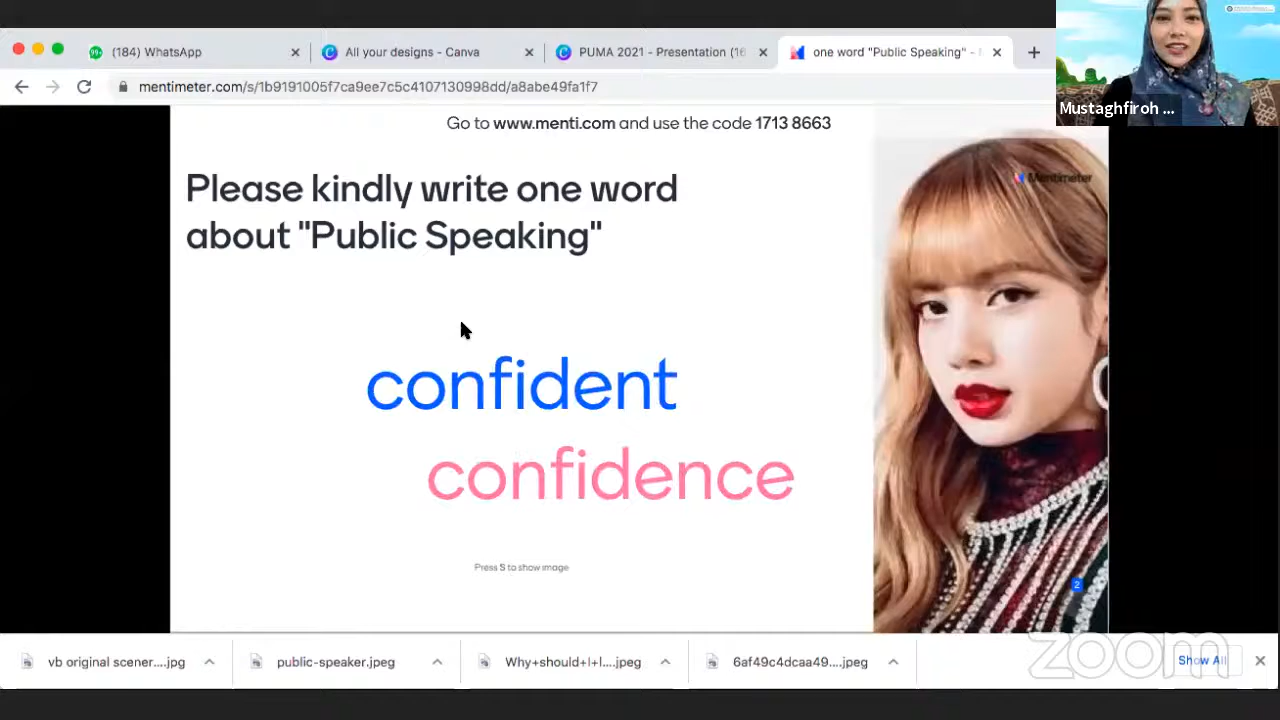 (184) WhatsApp
All your designs - Canva
PUMA 2021 - Presentation (16
one word "Public Speaking" -
mentimeter.com/s/1b9191005f7ca9ee7c5c4107130998dd/a8abe49fa1f7
Mustaghfiroh ...
Go to www.menti.com and use the code 1713 8663
Mentimeter
Please kindly write one word
about "Public Speaking"
confident
confidence
Press S to show image
2
vb original scener....jpg
public-speaker.jpeg
Why+should+I+l....jpeg
6af49c4dcaa49....jpeg
Show All
zoom